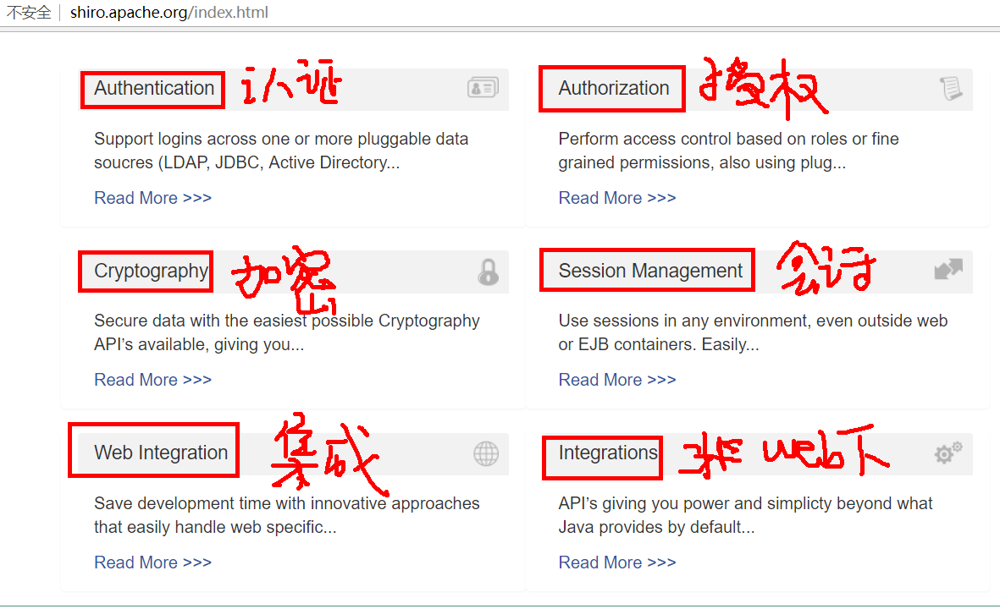 不安全 shiro.apache.org/index.html
Authentication 认证
Authorization 授权
Support logins across one or more pluggable data
soucres (LDAP, JDBC, Active Directory...
Read More >>>
Perform access control based on roles or fine
grained permissions, also using plug...
Read More >>>
Cryptography 加密
Session Management 会话
Secure data with the easiest possible Cryptography
API’s available, giving you...
Read More >>>
Use sessions in any environment, even outside web
or EJB containers. Easily...
Read More >>>
Web Integration 集成
Integrations 非web下
Save development time with innovative approaches
that easily handle web specific...
Read More >>>
API’s giving you power and simplicty beyond what
Java provides by default...
Read More >>>